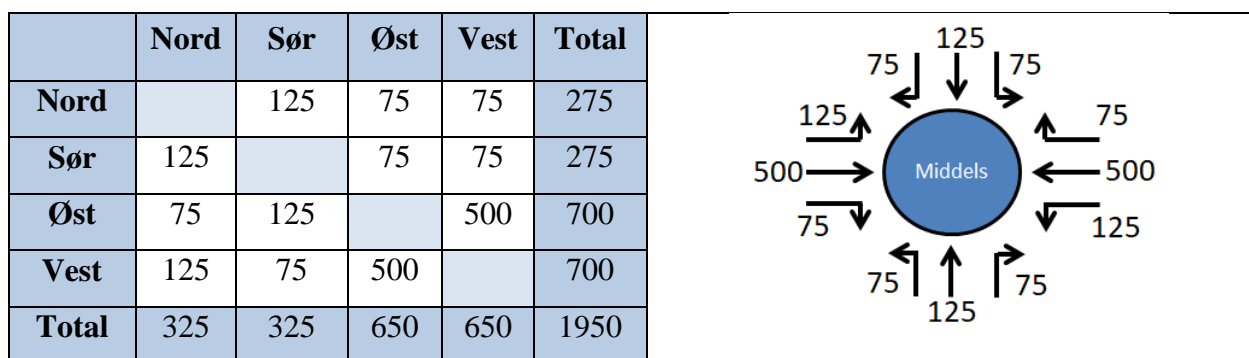 Nord Sør Øst Vest Total
Nord 125 75 75 275
Sør 125 75 75 275
Øst 75 125 500 700
Vest 125 75 500 700
Total 325 325 650 650 1950
125
75 75
125 75
500 Middels 500
75 125
75 75
125